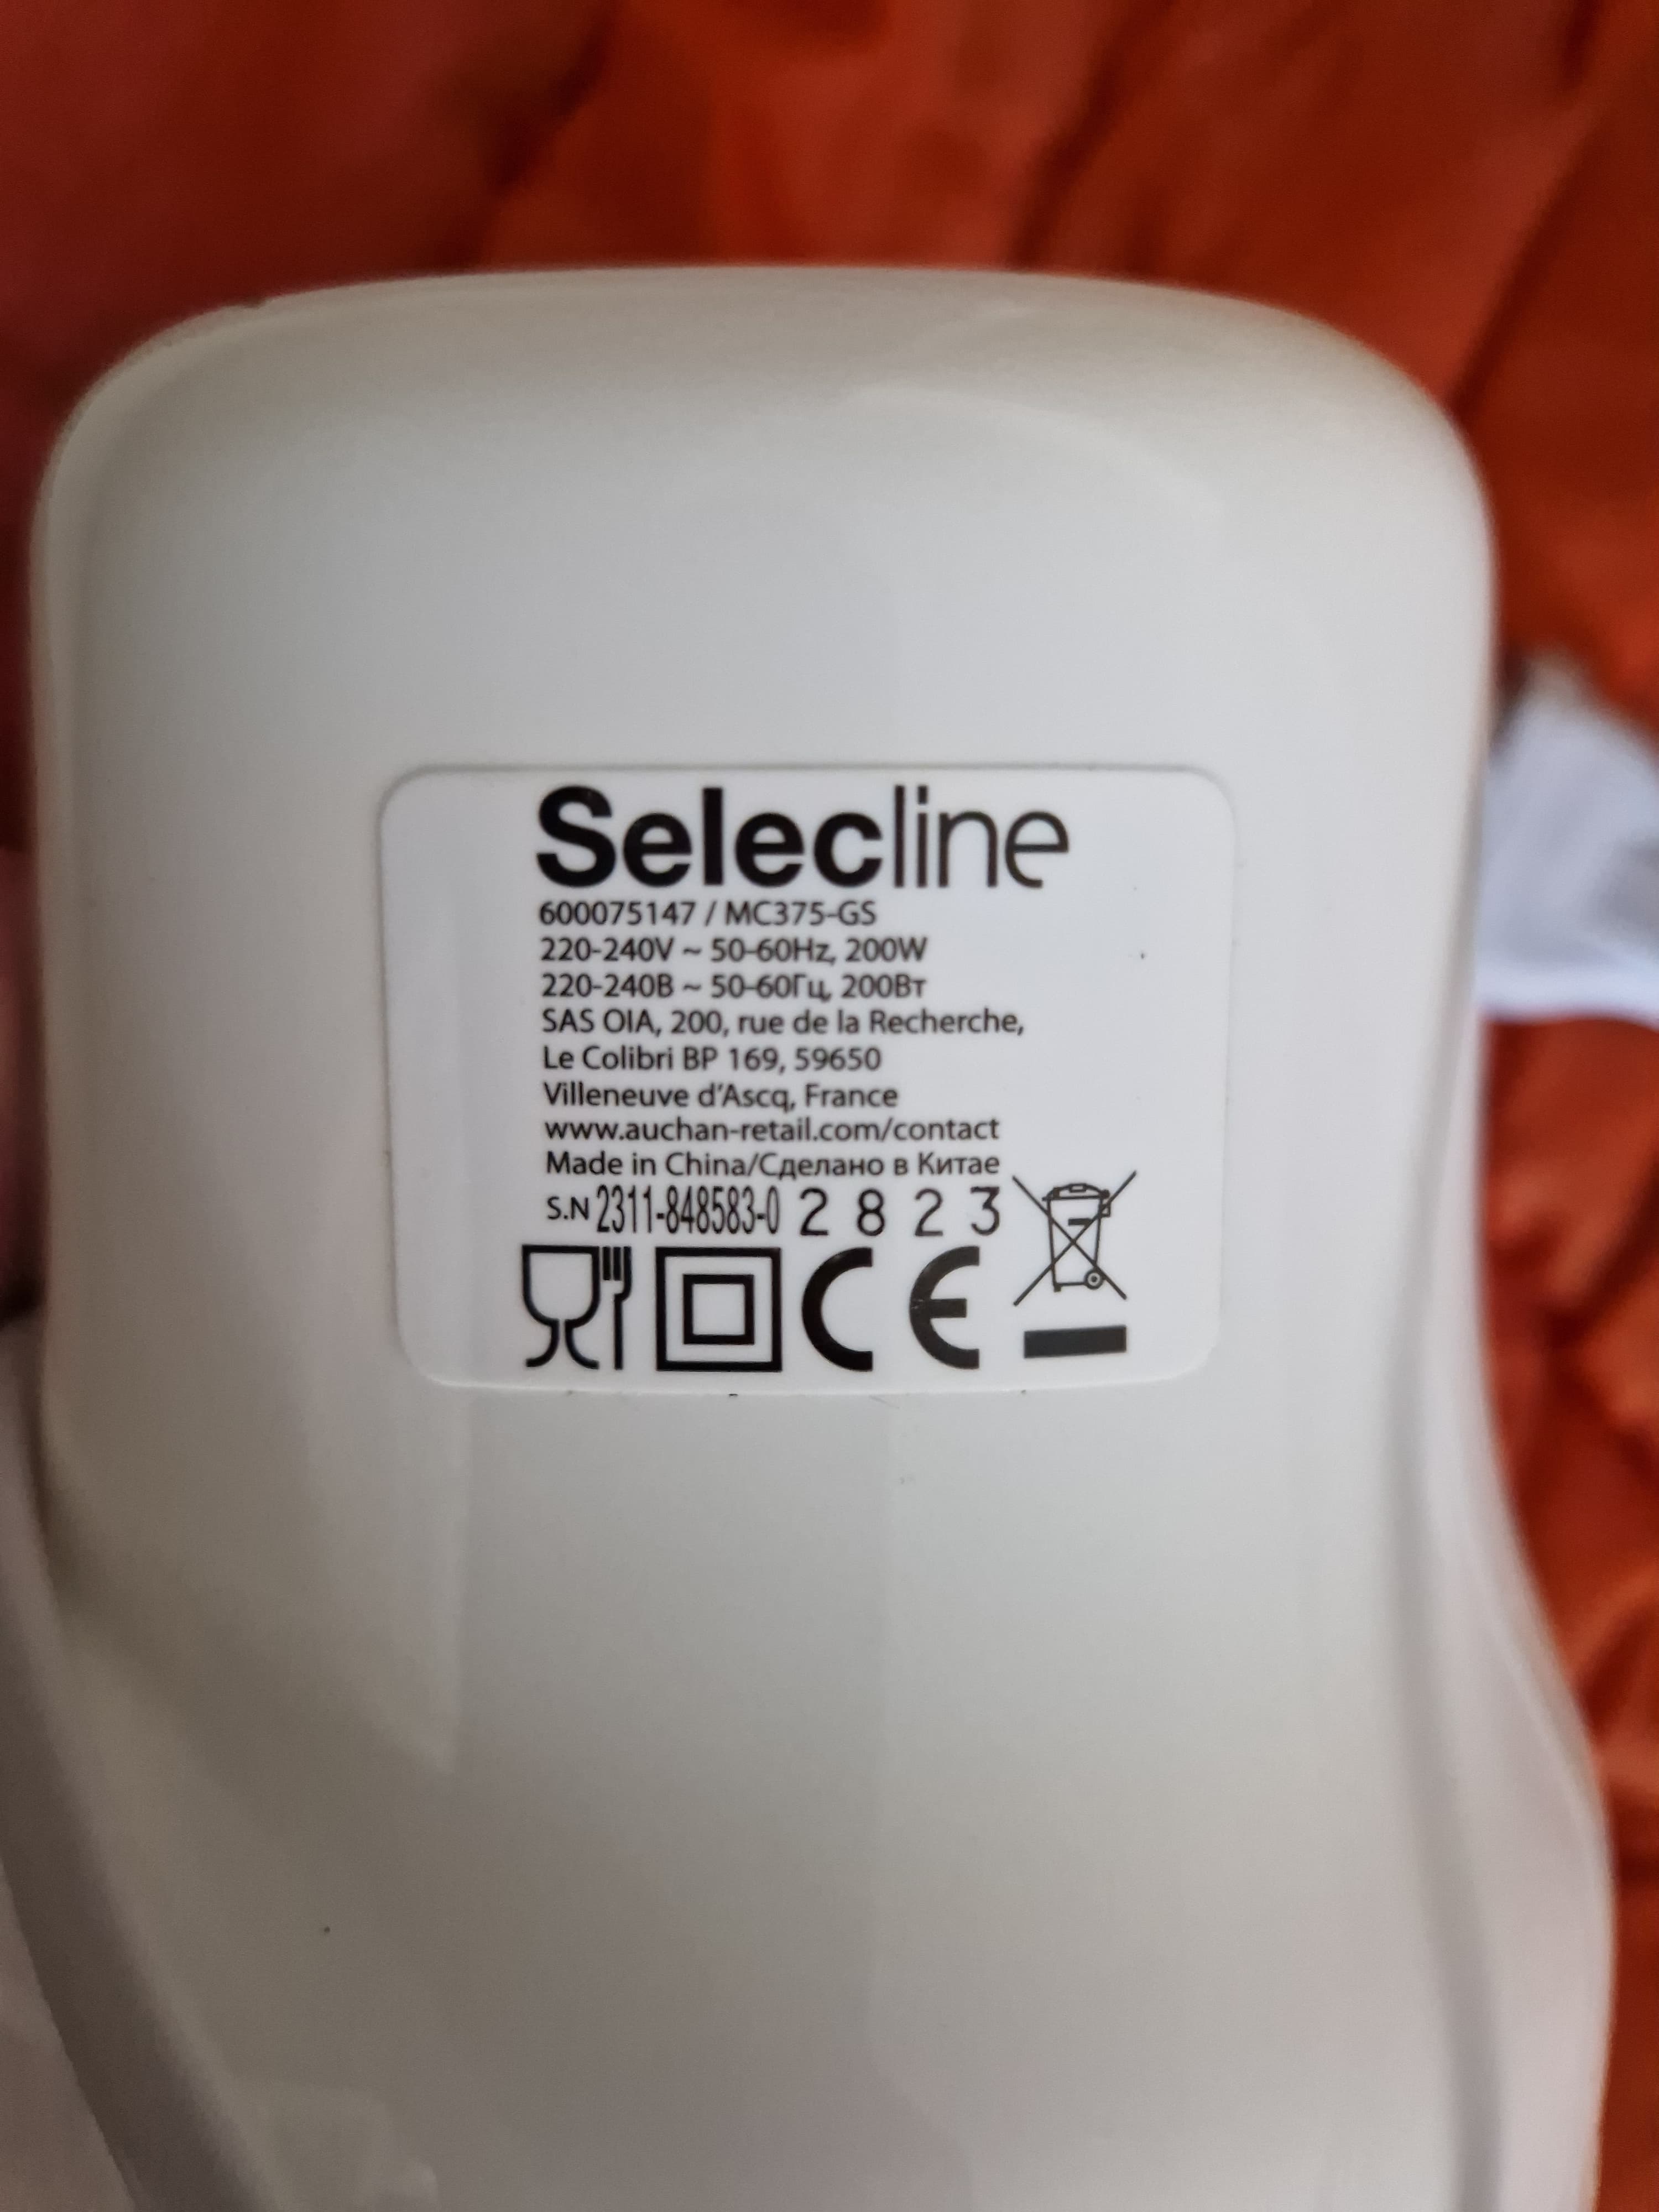 Selecline
600075147 / MC375-GS
220-240V ~ 50-60Hz, 200W
220-240В ~ 50-60Гц, 200Вт
SAS OIA, 200, rue de la Recherche,
Le Colibri BP 169, 59650
Villeneuve d'Ascq, France
www.auchan-retail.com/contact
Made in China/Сделано в Китае
S.N 2311-848583-0 2 8 2 3
CE